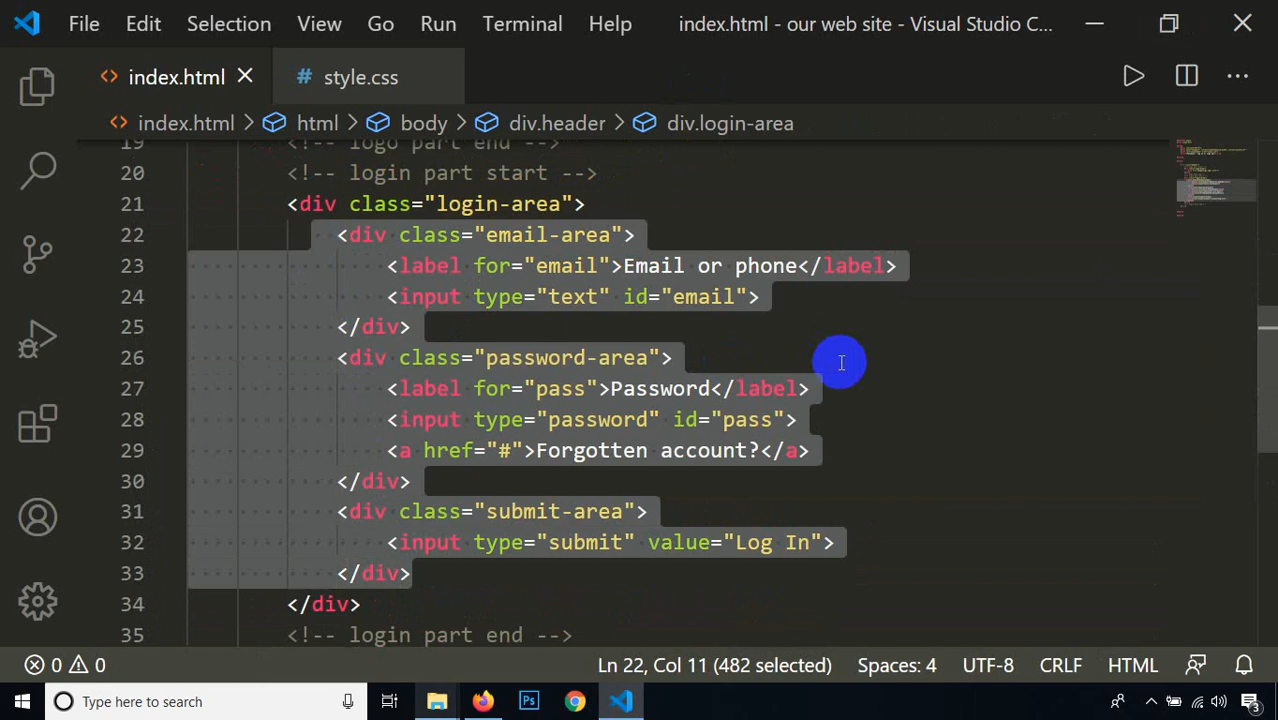 File Edit Selection View Go Run Terminal Help index.html - our web site - Visual Studio C...
index.html style.css
index.html > html > body > div.header > div.login-area
19 <!-- logo part end -->
20 <!-- login part start -->
21 <div class="login-area">
22 <div class="email-area">
23 <label for="email">Email or phone</label>
24 <input type="text" id="email">
25 </div>
26 <div class="password-area">
27 <label for="pass">Password</label>
28 <input type="password" id="pass">
29 <a href="#">Forgotten account?</a>
30 </div>
31 <div class="submit-area">
32 <input type="submit" value="Log In">
33 </div>
34 </div>
35 <!-- login part end -->
0 0 Ln 22, Col 11 (482 selected) Spaces: 4 UTF-8 CRLF HTML
Type here to search Ps 3